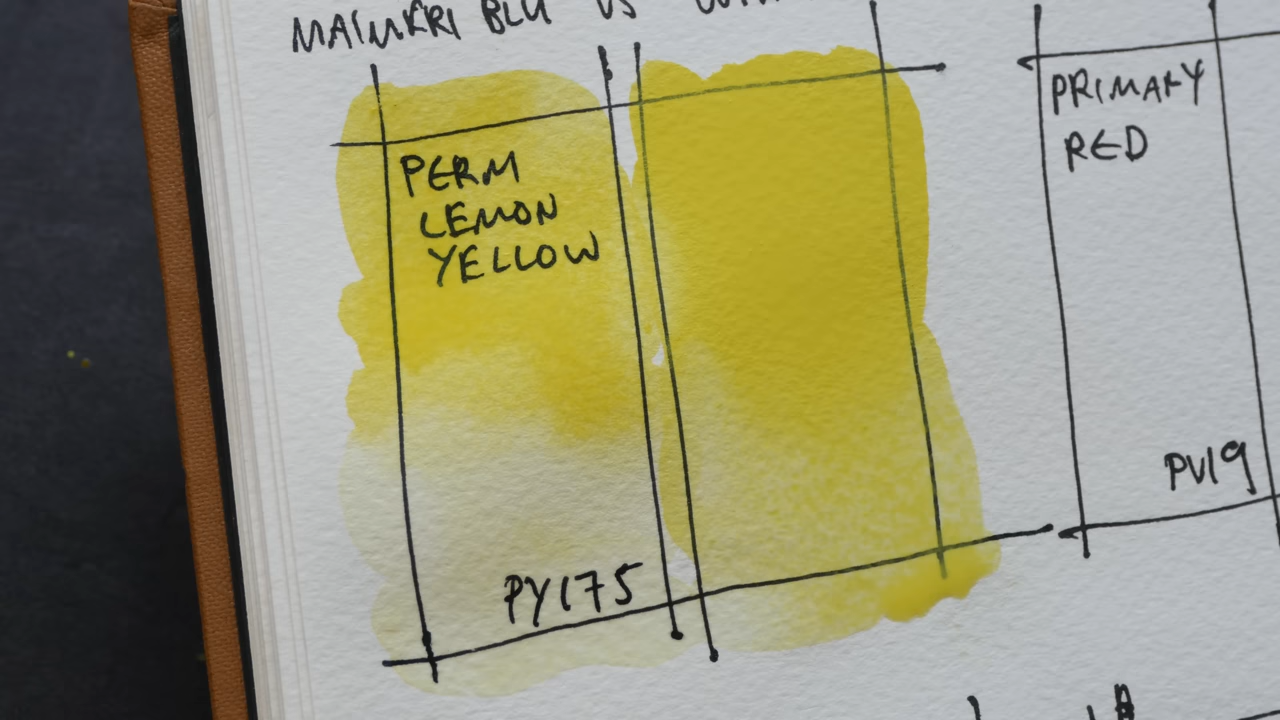 MAIMERI BLU VS
PERM
LEMON
YELLOW
PY175
PRIMARY
RED
PV19